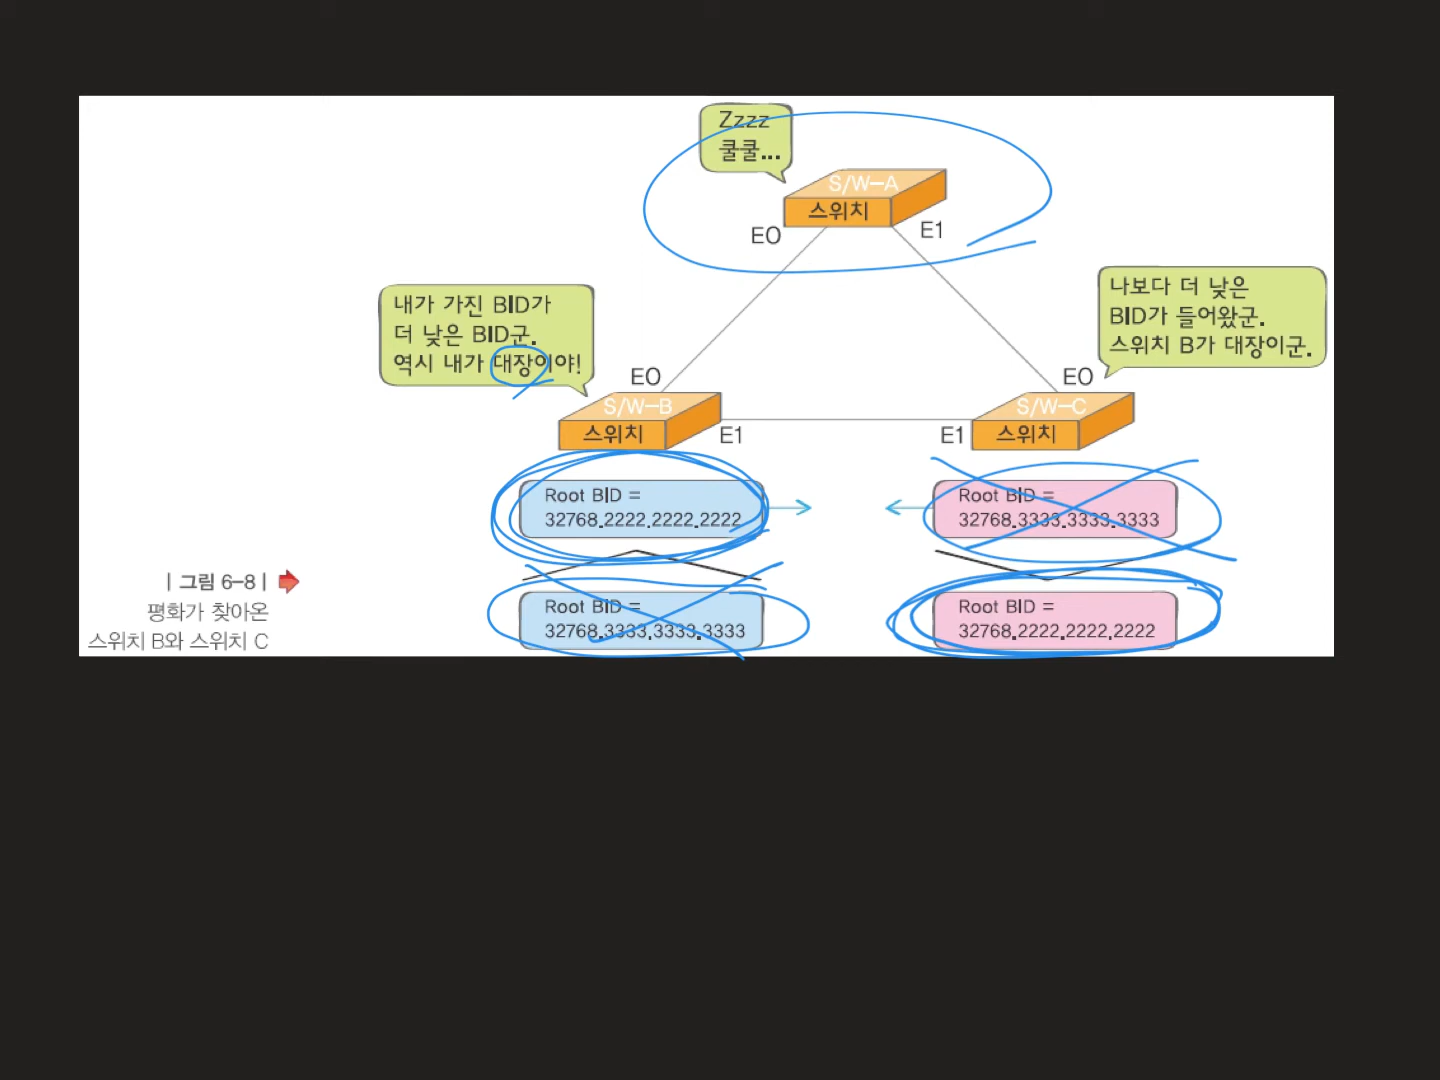 Zzzz
쿨쿨...
S/W-A
스위치
E0
E1
내가 가진 BID가
더 낮은 BID군.
역시 내가 대장이야!
나보다 더 낮은
BID가 들어왔군.
스위치 B가 대장이군.
E0
E0
S/W-B
스위치
E1
E1
S/W-C
스위치
Root BID =
32768.2222.2222.2222
Root BID =
32768.3333.3333.3333
Root BID =
32768.3333.3333.3333
Root BID =
32768.2222.2222.2222
| 그림 6-8 |
평화가 찾아온
스위치 B와 스위치 C